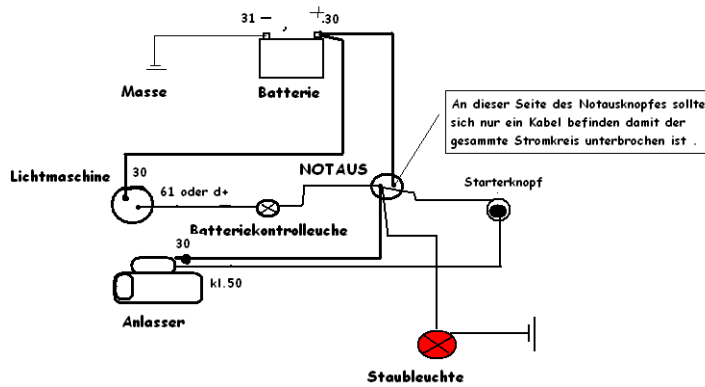 31 – , + .30
Masse
Batterie
An dieser Seite des Notausknopfes sollte
sich nur ein Kabel befinden damit der
gesammte Stromkreis unterbrochen ist .
NOTAUS
Lichtmaschine
30
61 oder d+
Starterknopf
Batteriekontrolleuche
30
kl.50
Anlasser
Staubleuchte